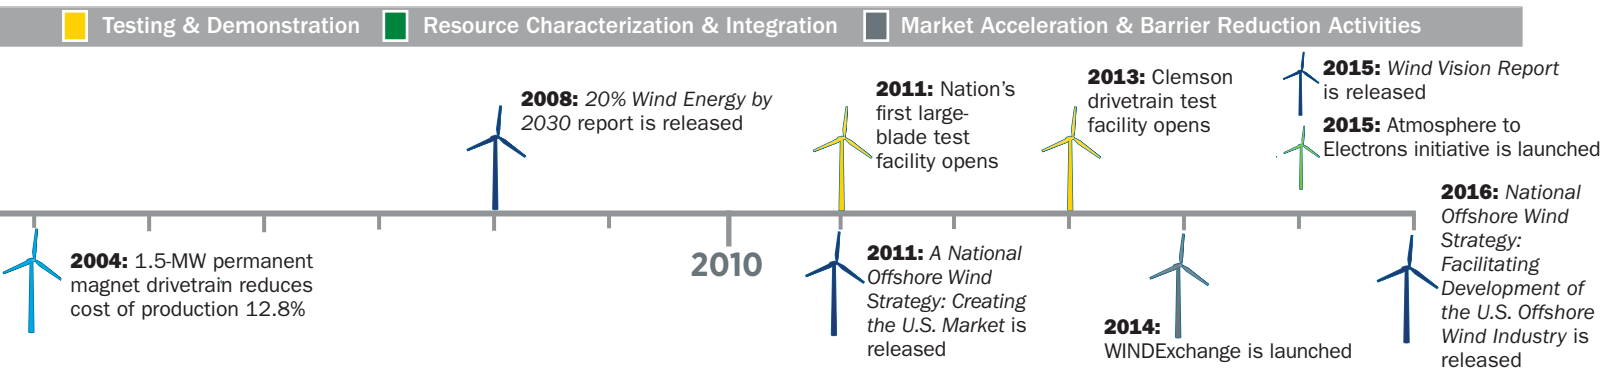 Testing & Demonstration
Resource Characterization & Integration
Market Acceleration & Barrier Reduction Activities
2004: 1.5-MW permanent
magnet drivetrain reduces
cost of production 12.8%
2008: 20% Wind Energy by
2030 report is released
2010
2011: Nation's
first large-
blade test
facility opens
2011: A National
Offshore Wind
Strategy: Creating
the U.S. Market is
released
2013: Clemson
drivetrain test
facility opens
2014:
WINDExchange is launched
2015: Wind Vision Report
is released
2015: Atmosphere to
Electrons initiative is launched
2016: National
Offshore Wind
Strategy:
Facilitating
Development of
the U.S. Offshore
Wind Industry is
released